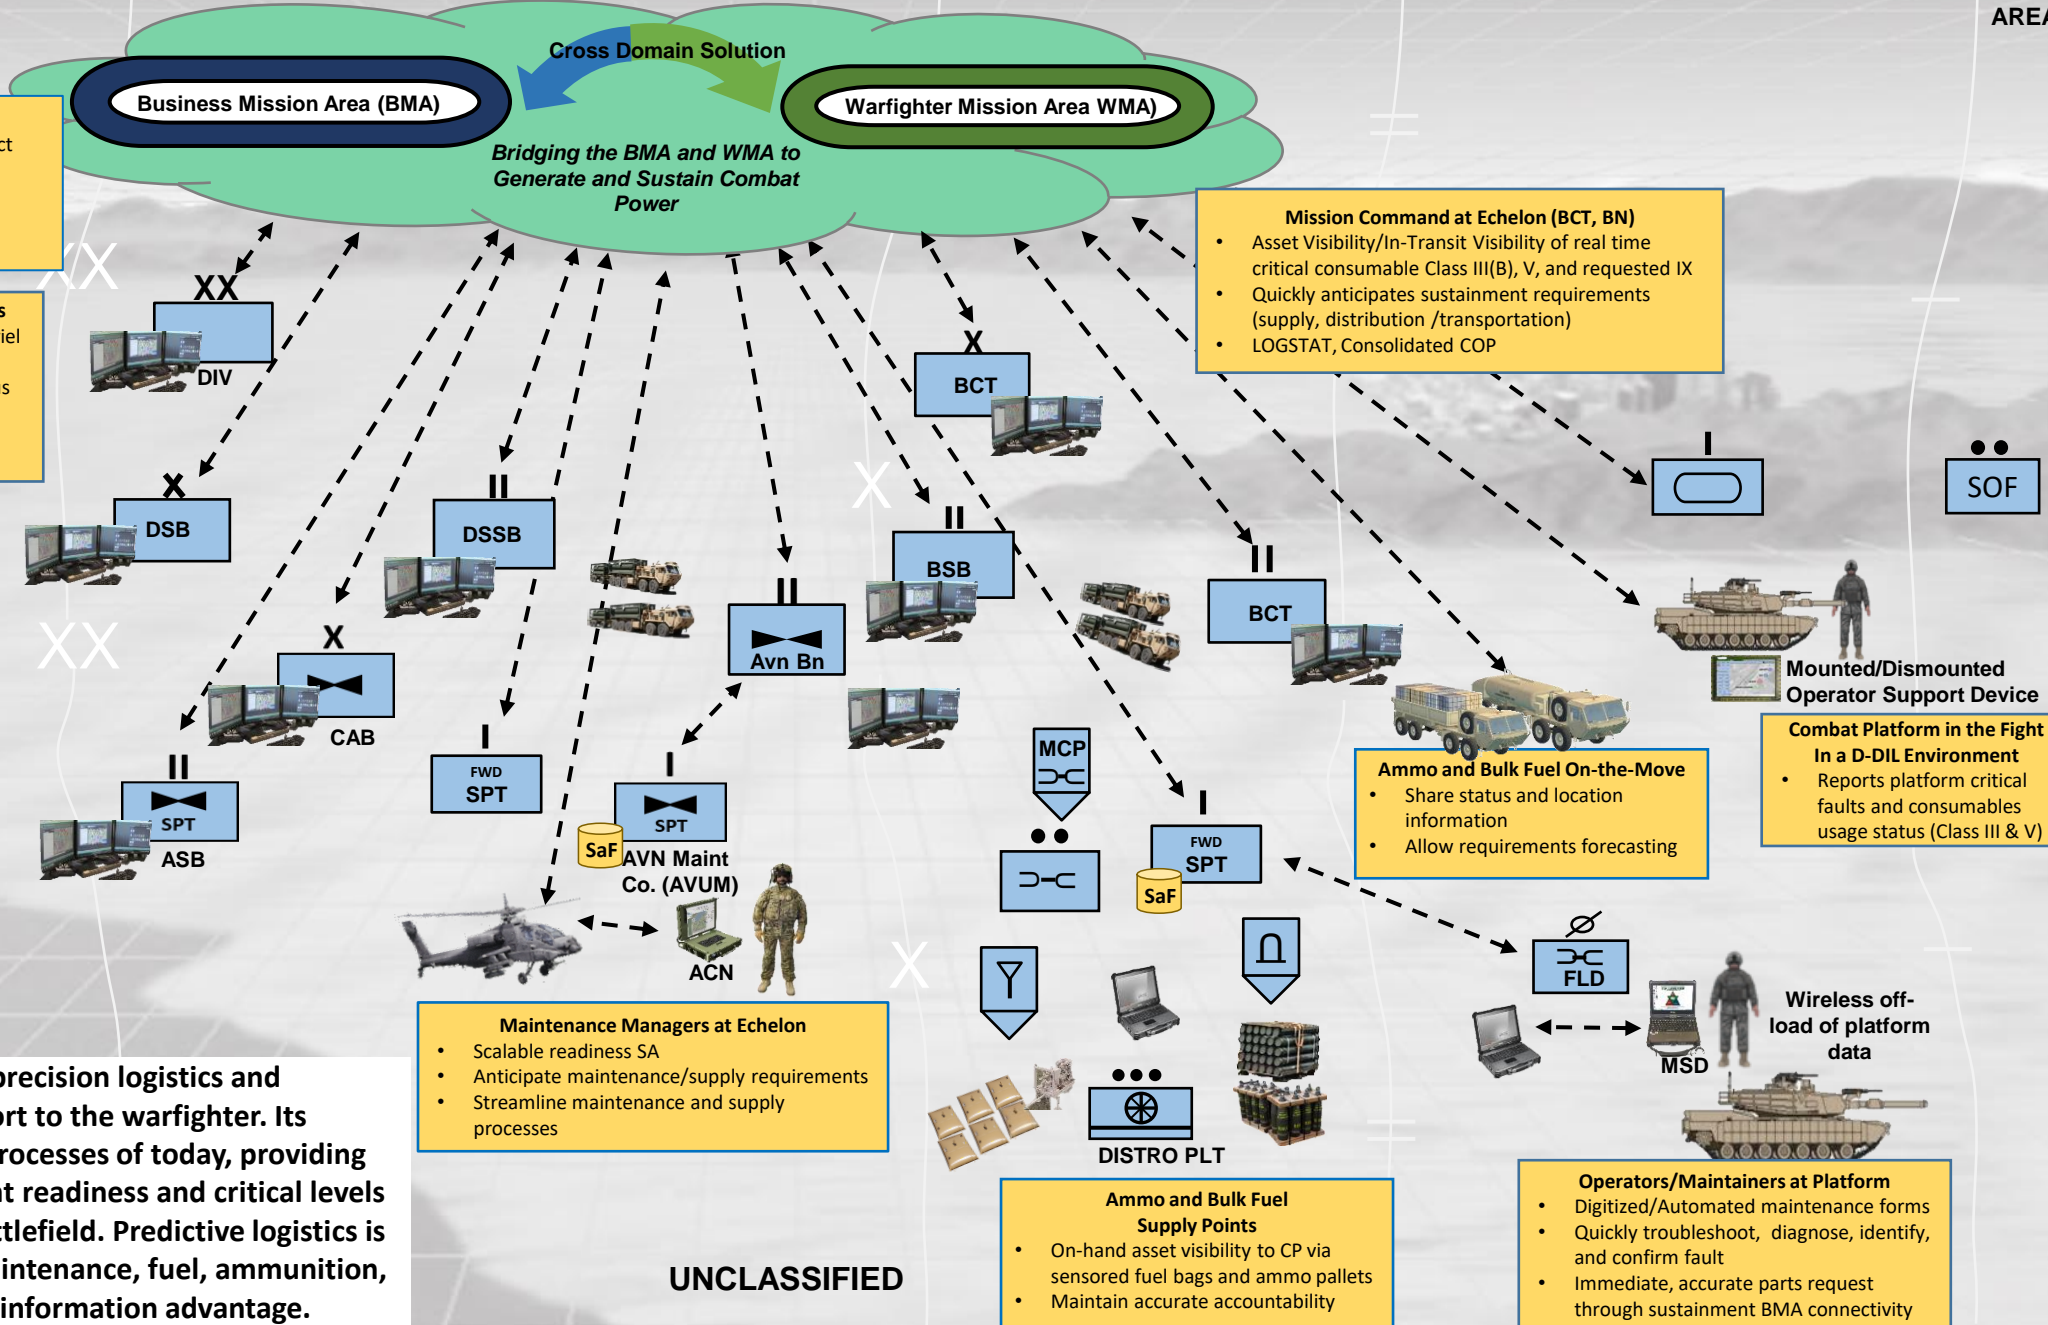 AREA
Cross Domain Solution
Business Mission Area (BMA)
Warfighter Mission Area WMA)
Bridging the BMA and WMA to
Generate and Sustain Combat
Power
ct
s
riel
us
XX
XX
DIV
X
DSB
II
DSSB
X
CAB
II
SPT
ASB
I
FWD
SPT
II
Avn Bn
I
SPT
SaF
AVN Maint
Co. (AVUM)
ACN
X
BCT
II
BSB
II
BCT
Mission Command at Echelon (BCT, BN)
• Asset Visibility/In-Transit Visibility of real time
critical consumable Class III(B), V, and requested IX
• Quickly anticipates sustainment requirements
(supply, distribution /transportation)
• LOGSTAT, Consolidated COP
I
SOF
XX
X
X
MCP
I
FWD
SPT
SaF
Mounted/Dismounted
Operator Support Device
Combat Platform in the Fight
In a D-DIL Environment
• Reports platform critical
faults and consumables
usage status (Class III & V)
Ammo and Bulk Fuel On-the-Move
• Share status and location
information
• Allow requirements forecasting
FLD
MSD
Wireless off-
load of platform
data
Maintenance Managers at Echelon
• Scalable readiness SA
• Anticipate maintenance/supply requirements
• Streamline maintenance and supply
processes
DISTRO PLT
Ammo and Bulk Fuel
Supply Points
• On-hand asset visibility to CP via
sensored fuel bags and ammo pallets
• Maintain accurate accountability
Operators/Maintainers at Platform
• Digitized/Automated maintenance forms
• Quickly troubleshoot, diagnose, identify,
and confirm fault
• Immediate, accurate parts request
through sustainment BMA connectivity
precision logistics and
ort to the warfighter. Its
rocesses of today, providing
nt readiness and critical levels
ttlefield. Predictive logistics is
intenance, fuel, ammunition,
information advantage.
UNCLASSIFIED